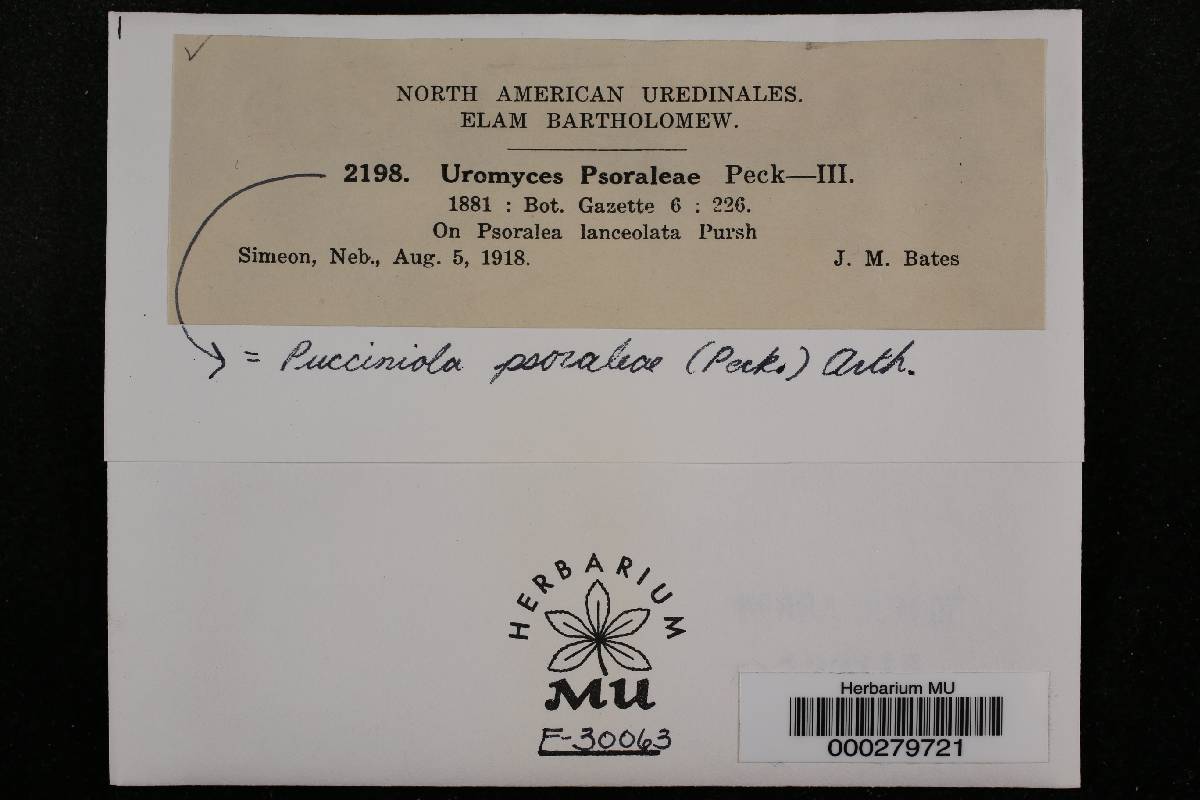 NORTH AMERICAN UREDINALES.
ELAM BARTHOLOMEW.
2198. Uromyces Psoraleae Peck—III.
1881 : Bot. Gazette 6 : 226.
On Psoralea lanceolata Pursh
Simeon, Neb., Aug. 5, 1918. J. M. Bates
= Pucciniola psoraleae (Peck.) Arth.
HERBARIUM
MU
F-30063
Herbarium MU
000279721